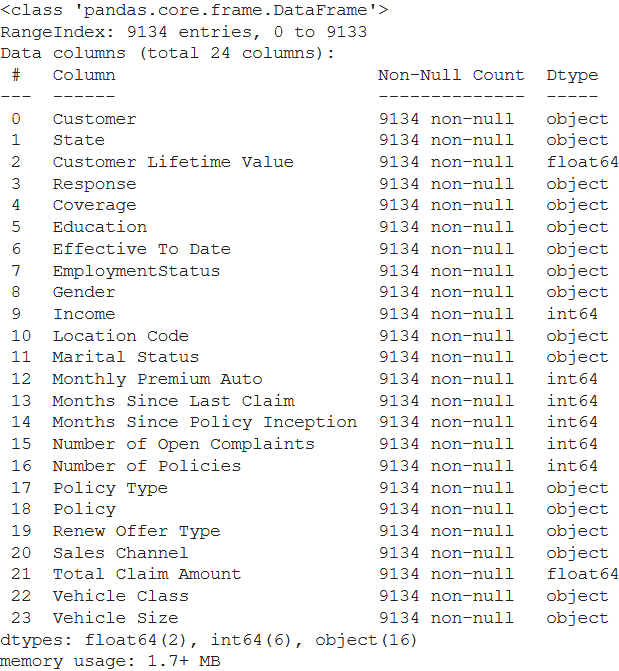 <class 'pandas.core.frame.DataFrame'>
RangeIndex: 9134 entries, 0 to 9133
Data columns (total 24 columns):
 #   Column                         Non-Null Count  Dtype
---  ------                         --------------  -----
 0   Customer                       9134 non-null   object
 1   State                          9134 non-null   object
 2   Customer Lifetime Value        9134 non-null   float64
 3   Response                       9134 non-null   object
 4   Coverage                       9134 non-null   object
 5   Education                      9134 non-null   object
 6   Effective To Date              9134 non-null   object
 7   EmploymentStatus               9134 non-null   object
 8   Gender                         9134 non-null   object
 9   Income                         9134 non-null   int64
 10  Location Code                  9134 non-null   object
 11  Marital Status                 9134 non-null   object
 12  Monthly Premium Auto           9134 non-null   int64
 13  Months Since Last Claim        9134 non-null   int64
 14  Months Since Policy Inception  9134 non-null   int64
 15  Number of Open Complaints      9134 non-null   int64
 16  Number of Policies             9134 non-null   int64
 17  Policy Type                    9134 non-null   object
 18  Policy                         9134 non-null   object
 19  Renew Offer Type               9134 non-null   object
 20  Sales Channel                  9134 non-null   object
 21  Total Claim Amount             9134 non-null   float64
 22  Vehicle Class                  9134 non-null   object
 23  Vehicle Size                   9134 non-null   object
dtypes: float64(2), int64(6), object(16)
memory usage: 1.7+ MB